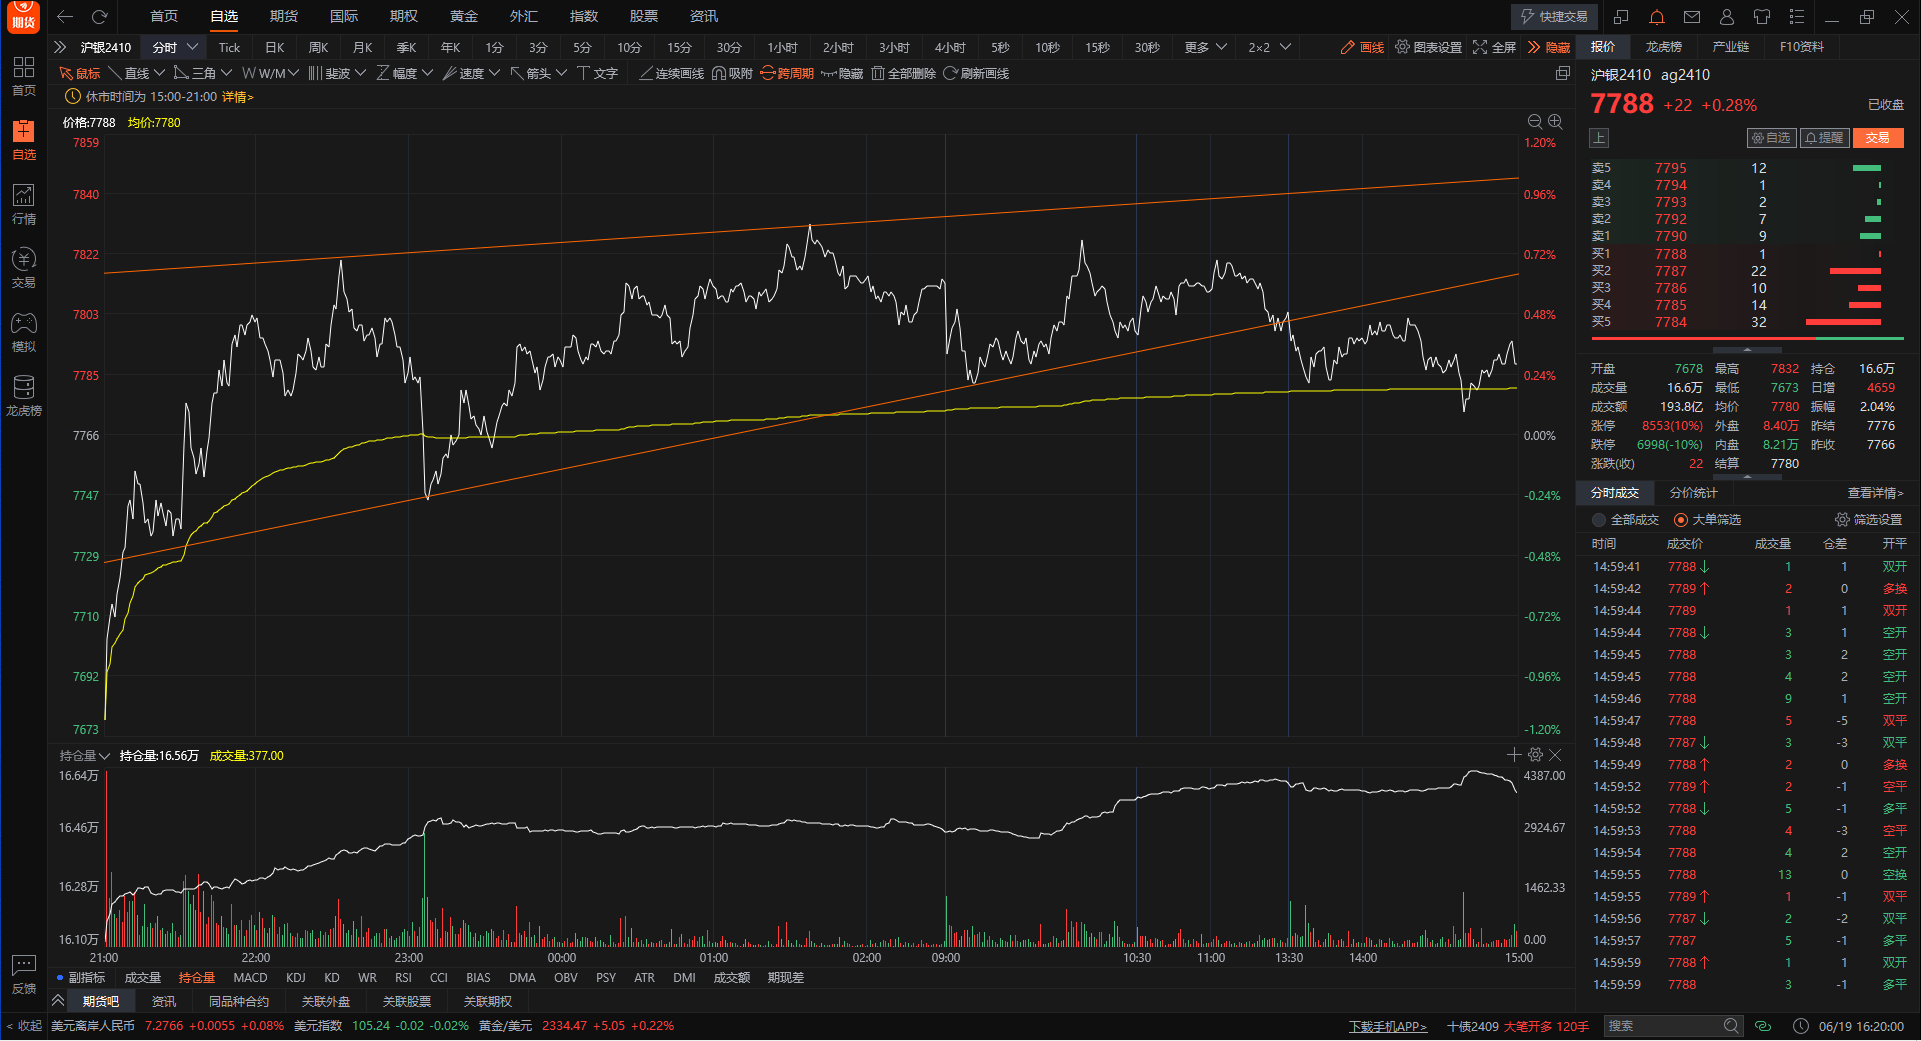 期货 首页 自选 期货 国际 期权 黄金 外汇 指数 股票 资讯 快捷交易
沪银2410 分时 Tick 日K 周K 月K 季K 年K 1分 3分 5分 10分 15分 30分 1小时 2小时 3小时 4小时 5秒 10秒 15秒 30秒 更多 2×2 画线 图表设置 全屏 隐藏
鼠标 直线 三角 W/M 斐波 幅度 速度 箭头 文字 连续画线 吸附 跨周期 隐藏 全部删除 刷新画线
休市时间为 15:00-21:00 详情>
价格:7788 均价:7780
首页
自选
行情
交易
模拟
龙虎榜
反馈
< 收起
7859 1.20%
7840 0.96%
7822 0.72%
7803 0.48%
7785 0.24%
7766 0.00%
7747 -0.24%
7729 -0.48%
7710 -0.72%
7692 -0.96%
7673 -1.20%
持仓量 持仓量:16.56万 成交量:377.00
16.64万 4387.00
16.46万 2924.67
16.28万 1462.33
16.10万 0.00
21:00 22:00 23:00 00:00 01:00 02:00 09:00 10:30 11:00 13:30 14:00 15:00
副指标 成交量 持仓量 MACD KDJ KD WR RSI CCI BIAS DMA OBV PSY ATR DMI 成交额 期现差
期货吧 资讯 同品种合约 关联外盘 关联股票 关联期权
报价 龙虎榜 产业链 F10资料
沪银2410 ag2410
7788 +22 +0.28% 已收盘
上 自选 提醒 交易
卖5 7795 12
卖4 7794 1
卖3 7793 2
卖2 7792 7
卖1 7790 9
买1 7788 1
买2 7787 22
买3 7786 10
买4 7785 14
买5 7784 32
开盘 7678 最高 7832 持仓 16.6万
成交量 16.6万 最低 7673 日增 4659
成交额 193.8亿 均价 7780 振幅 2.04%
涨停 8553(10%) 外盘 8.40万 昨结 7776
跌停 6998(-10%) 内盘 8.21万 昨收 7766
涨跌(收) 22 结算 7780
分时成交 分价统计 查看详情>
全部成交 大单筛选 筛选设置
时间 成交价 成交量 仓差 开平
14:59:41 7788↓ 1 1 双开
14:59:42 7789↑ 2 0 多换
14:59:44 7789 1 1 双开
14:59:44 7788↓ 3 1 空开
14:59:45 7788 3 2 空开
14:59:45 7788 4 2 空开
14:59:46 7788 9 1 空开
14:59:47 7788 5 -5 双平
14:59:48 7787↓ 3 -3 双平
14:59:49 7788↑ 2 0 多换
14:59:52 7789↑ 2 -1 空平
14:59:52 7788↓ 5 -1 多平
14:59:53 7788 4 -3 空平
14:59:54 7788 4 2 空开
14:59:55 7788 13 0 空换
14:59:55 7789↑ 1 -1 双平
14:59:56 7787↓ 2 -2 双平
14:59:57 7787 5 -1 多平
14:59:59 7788↑ 1 1 双开
14:59:59 7788 3 -1 多平
美元离岸人民币 7.2766 +0.0055 +0.08% 美元指数 105.24 -0.02 -0.02% 黄金/美元 2334.47 +5.05 +0.22% 下载手机APP> 十债2409 大笔开多 120手 搜索 06/19 16:20:00